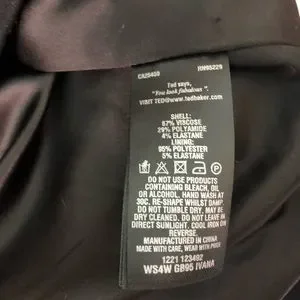 CA25459 RN95229
Ted says,
"You look fabulous".
VISIT TED@www.tedbaker.com
SHELL:
67% VISCOSE
29% POLYAMIDE
4% ELASTANE
LINING:
95% POLYESTER
5% ELASTANE
DO NOT USE PRODUCTS
CONTAINING BLEACH, OIL
OR ALCOHOL. HAND WASH AT
30C. RE-SHAPE WHILST DAMP
DO NOT TUMBLE DRY. MAY BE
DRY CLEANED. DO NOT LEAVE IN
DIRECT SUNLIGHT. COOL IRON ON
REVERSE.
MANUFACTURED IN CHINA
MADE WITH CARE, WEAR WITH PRIDE
1221 123492
WS4W GB95 IVANA